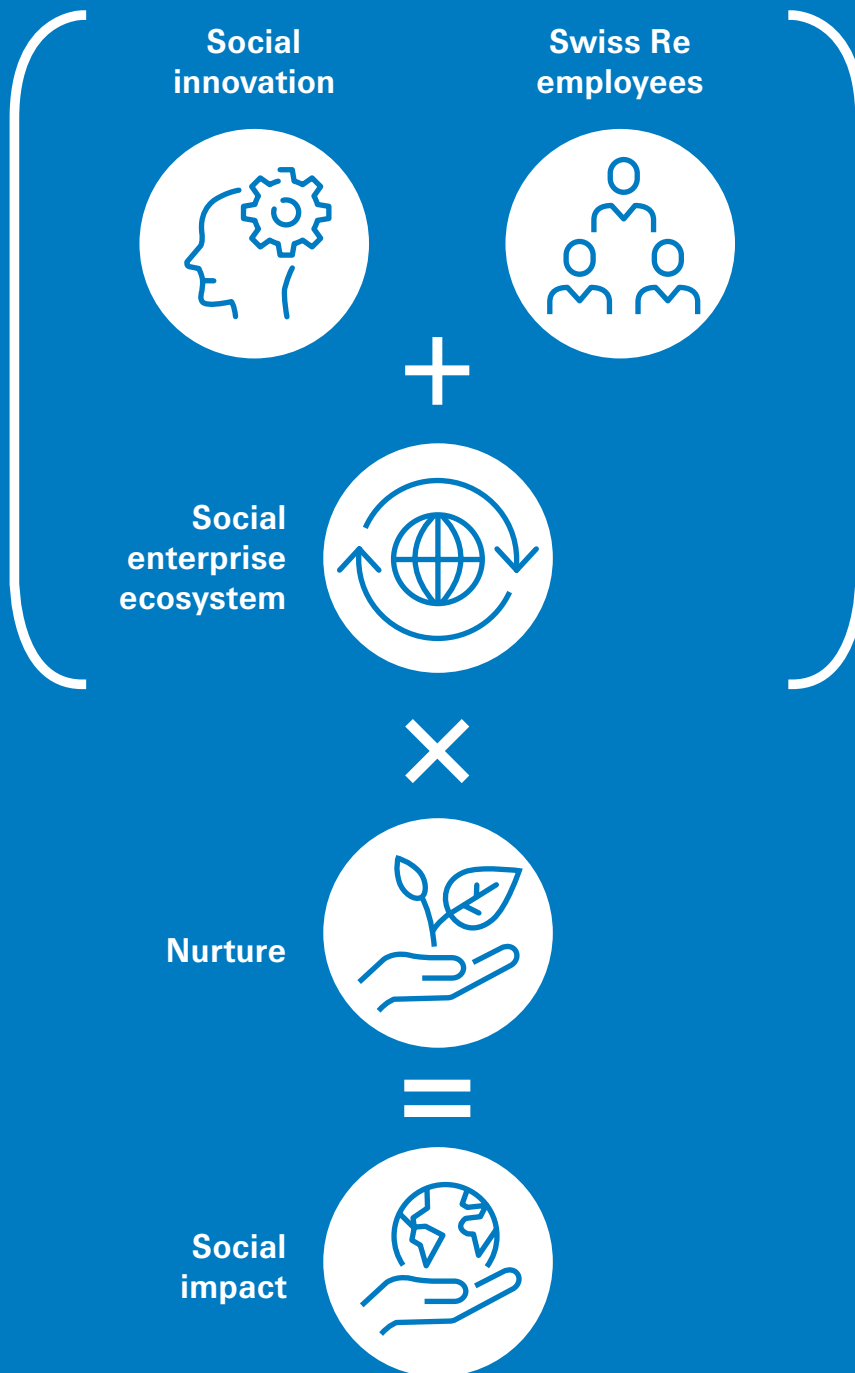 Social
innovation
Swiss Re
employees
+
Social
enterprise
ecosystem
×
Nurture
=
Social
impact